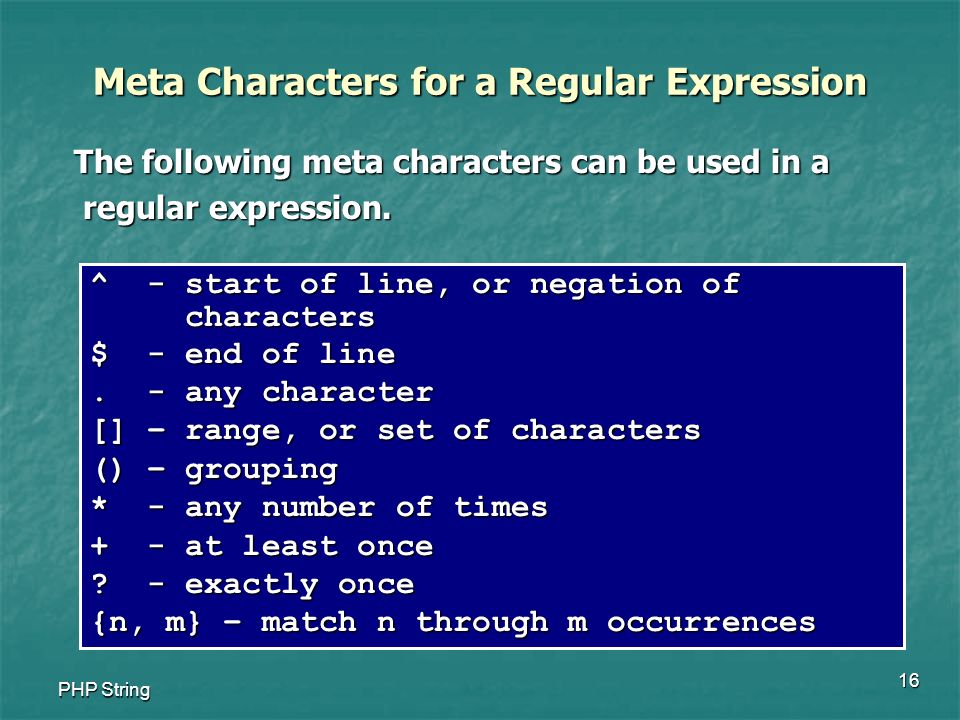 Meta Characters for a Regular Expression
The following meta characters can be used in a
regular expression.
^ - start of line, or negation of
characters
$ - end of line
. - any character
[] – range, or set of characters
() – grouping
* - any number of times
+ - at least once
? - exactly once
{n, m} – match n through m occurrences
PHP String
16